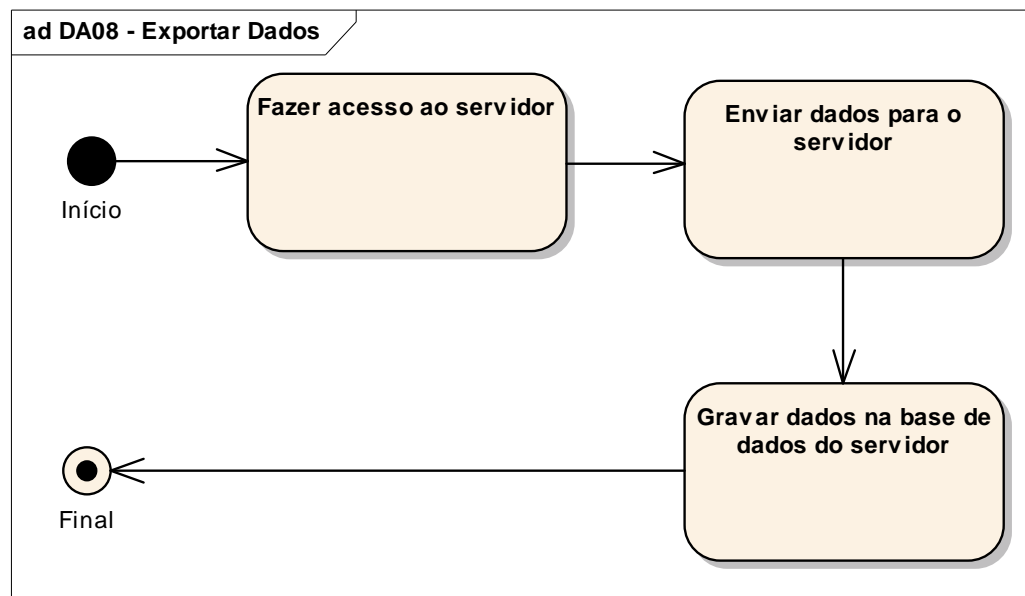 ad DA08 - Exportar Dados
Fazer acesso ao servidor
Enviar dados para o
servidor
Início
Gravar dados na base de
dados do servidor
Final